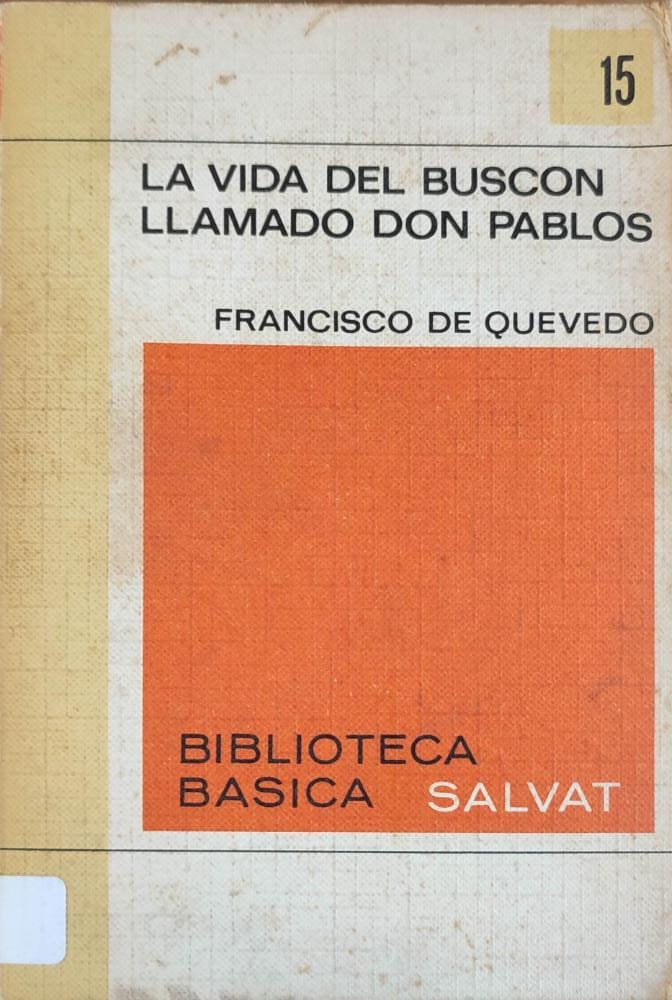 15
LA VIDA DEL BUSCON
LLAMADO DON PABLOS
FRANCISCO DE QUEVEDO
BIBLIOTECA
BASICA SALVAT